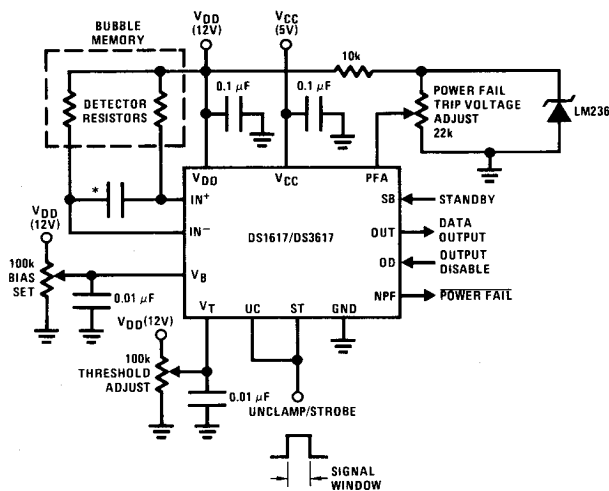 BUBBLE
MEMORY
VDD
(12V)
VCC
(5V)
10k
DETECTOR
RESISTORS
0.1 μF
0.1 μF
POWER FAIL
TRIP VOLTAGE
ADJUST
22k
LM236
VDD
VCC
PFA
*
IN+
IN−
SB
STANDBY
DS1617/DS3617
OUT
DATA
OUTPUT
VDD
(12V)
100k
BIAS
SET
VB
OD
OUTPUT
DISABLE
0.01 μF
NPF
POWER FAIL
VT
UC
ST
GND
VDD(12V)
100k
THRESHOLD
ADJUST
0.01 μF
UNCLAMP/STROBE
SIGNAL
WINDOW